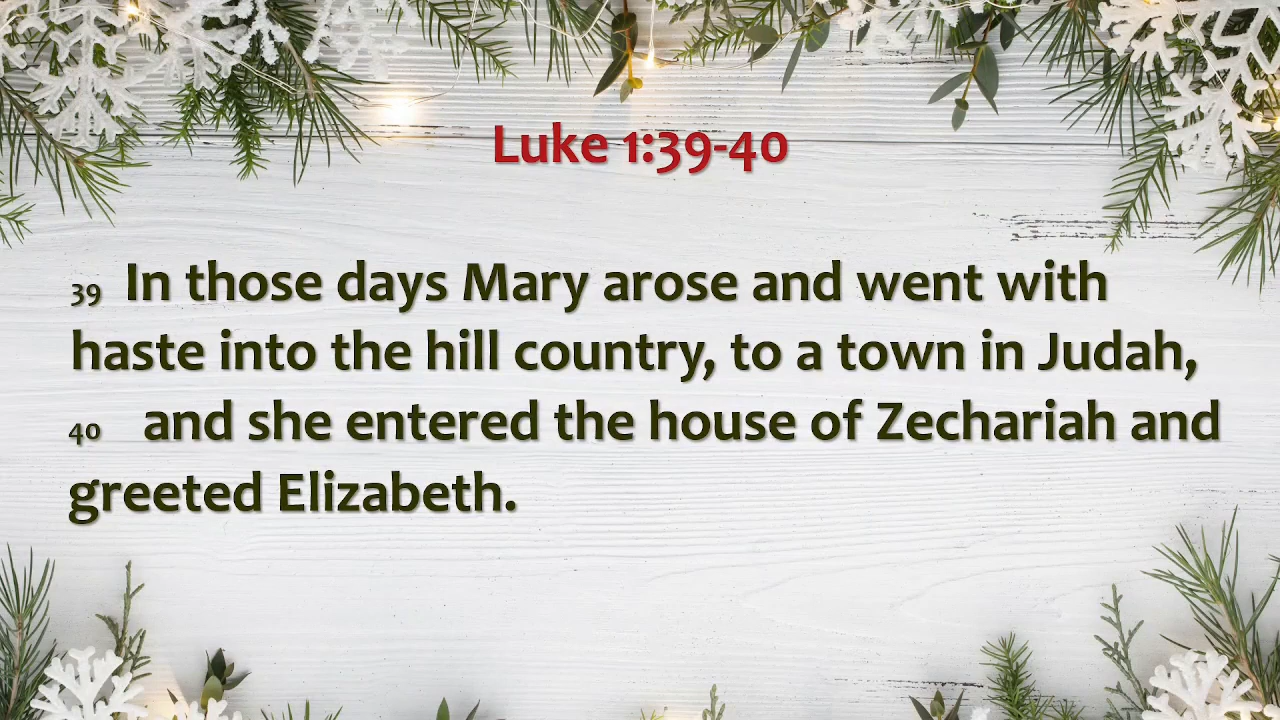 Luke 1:39-40
39 In those days Mary arose and went with
haste into the hill country, to a town in Judah,
40 and she entered the house of Zechariah and
greeted Elizabeth.